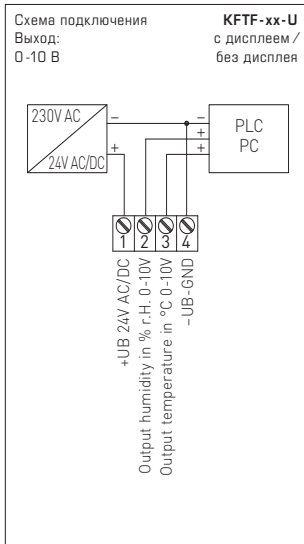 Схема подключения
Выход:
0-10 В
KFTF-xx-U
с дисплеем /
без дисплея
230V AC
24V AC/DC
–
+
–
+
+
PLC
PC
1 2 3 4
+UB 24V AC/DC
Output humidity in % r.H. 0-10V
Output temperature in °C 0-10V
–UB-GND